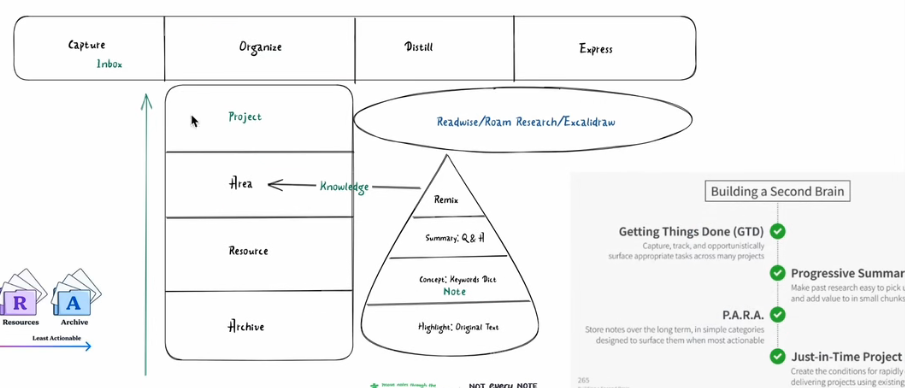 Capture
Organize
Distill
Express
Inbox
Project
Readwise/Roam Research/Excalidraw
Area
Knowledge
Remix
Summary; Q & A
Resource
Concept; Keywords Dict
Note
Archive
Highlight; Original Text
R
A
Resources
Archive
Least Actionable
Building a Second Brain
Getting Things Done (GTD)
Capture, track, and opportunistically
surface appropriate tasks across many projects
Progressive Summar
Make past research easy to pick u
and add value to in small chunks
P.A.R.A.
Store notes over the long term, in simple categories
designed to surface them when most actionable
Just-in-Time Project
Create the conditions for rapidly
delivering projects using existing
265
NOT EVERY NOTE